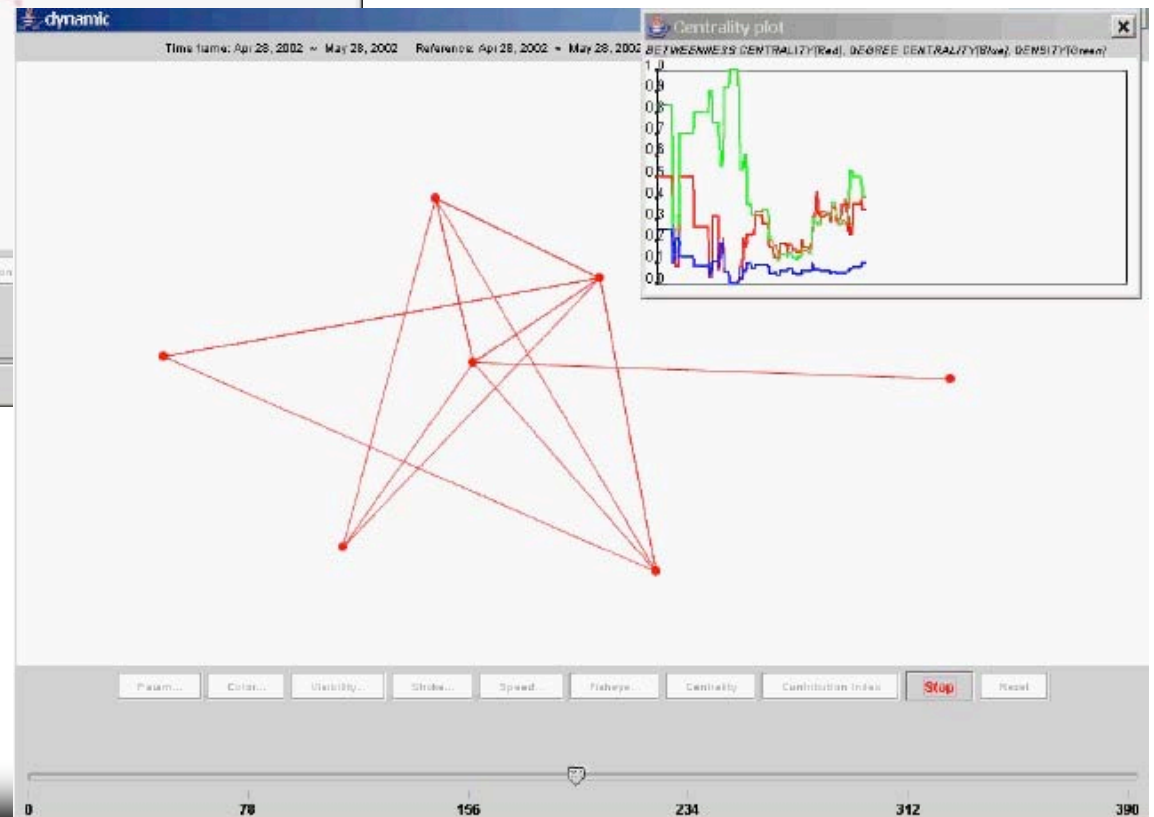 dynamic
Time frame: Apr 28, 2002 ~ May 28, 2002 Reference: Apr 28, 2002 ~ May 28, 2002
Centrality plot
BETWEENNESS CENTRALITY(Red), DEGREE CENTRALITY(Blue), DENSITY(Green)
1.0
0.9
0.8
0.7
0.6
0.5
0.4
0.3
0.2
0.1
0.0
on
Param... Color... Visibility... Stroke... Speed... Fisheye... Centrality Contribution Index Stop Reset
0 78 156 234 312 390